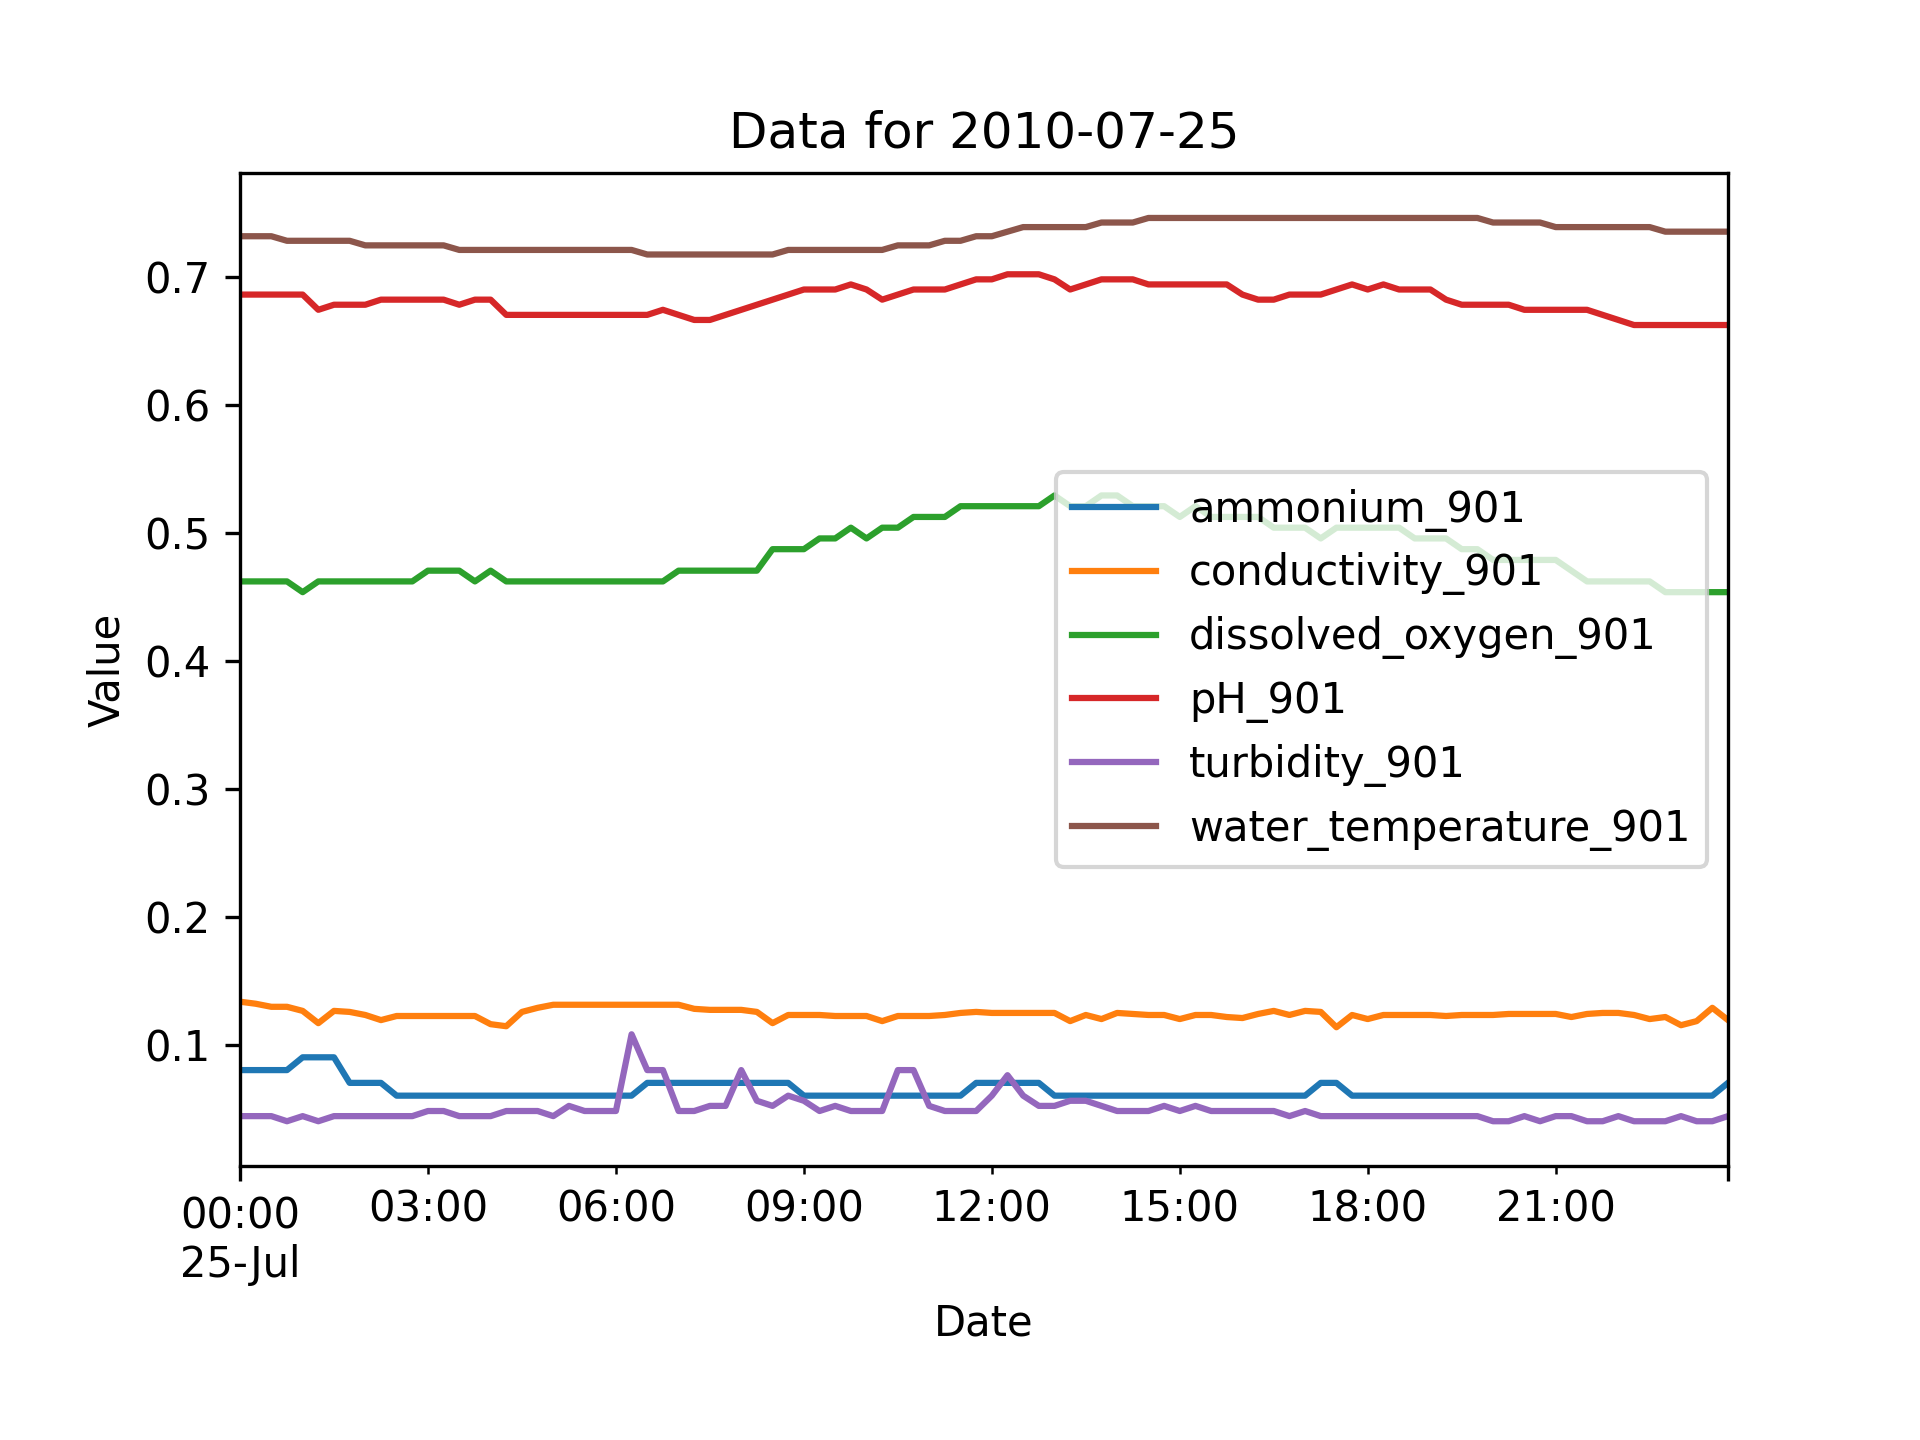 Data for 2010-07-25
Value
0.7
0.6
0.5
0.4
0.3
0.2
0.1
ammonium_901
conductivity_901
dissolved_oxygen_901
pH_901
turbidity_901
water_temperature_901
00:00 03:00 06:00 09:00 12:00 15:00 18:00 21:00
25-Jul
Date